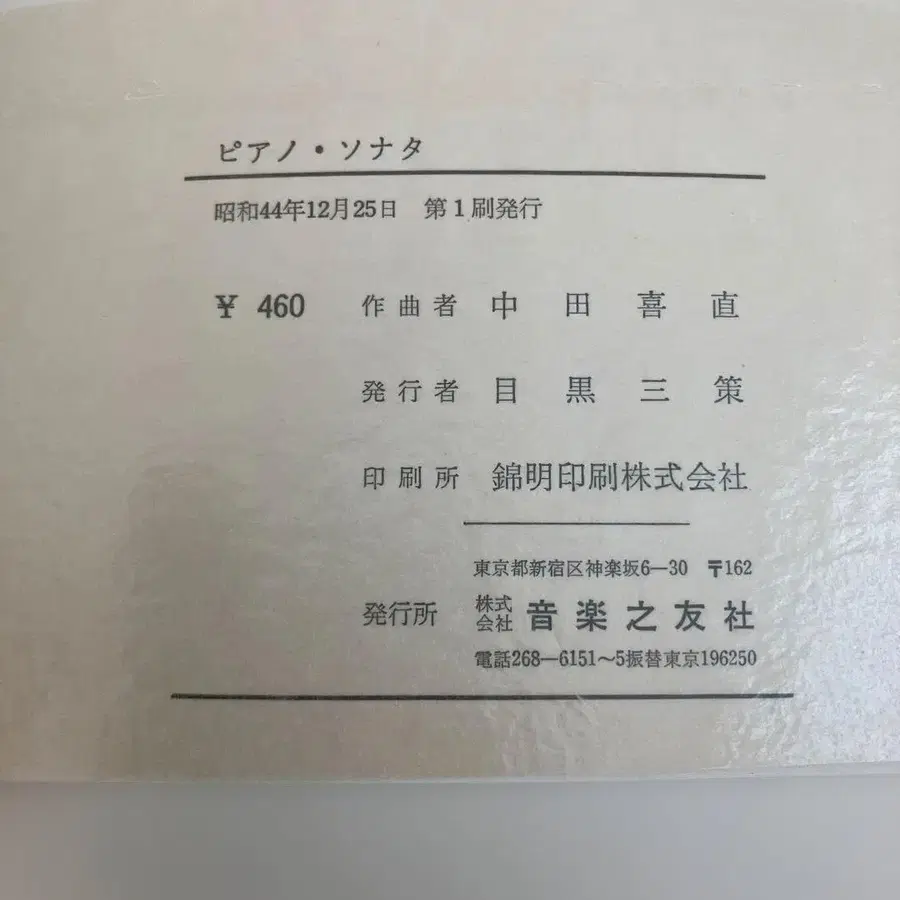 ピアノ・ソナタ
昭和44年12月25日 第1刷発行
¥ 460 作曲者 中田喜直
発行者 目黒三策
印刷所 錦明印刷株式会社
東京都新宿区神楽坂6—30 〒162
発行所 株式会社 音楽之友社
電話268—6151〜5振替東京196250